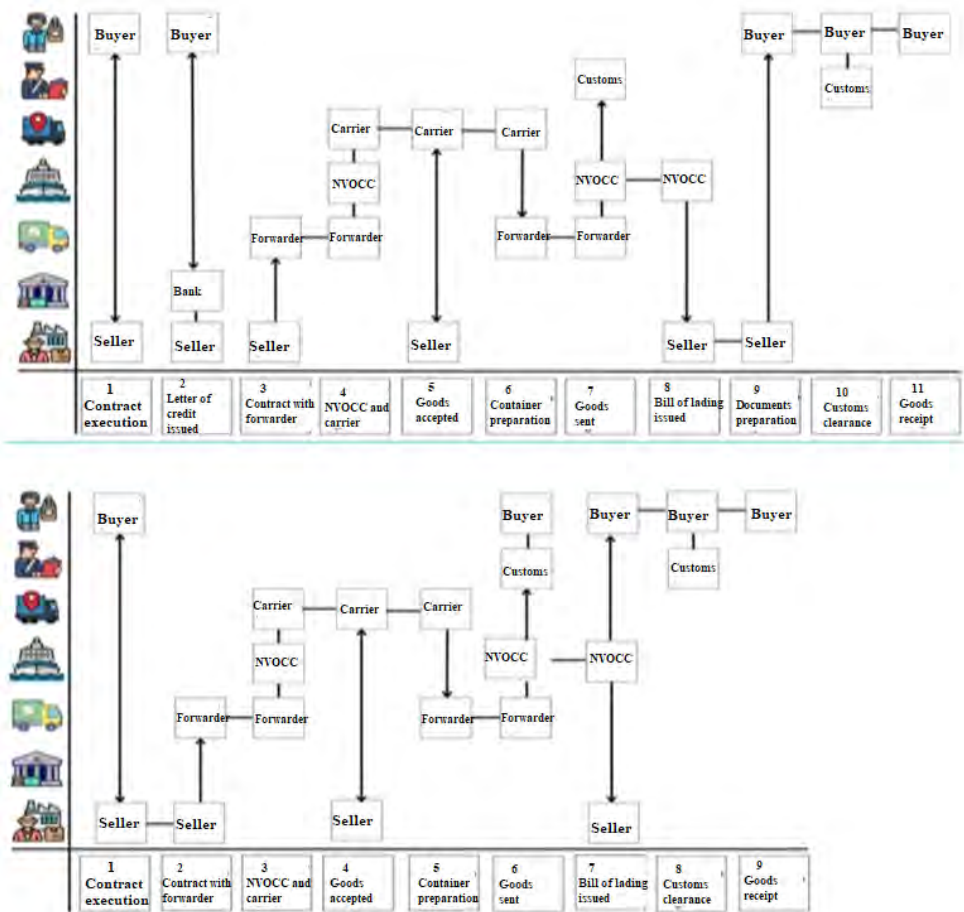 Buyer
Buyer
Buyer
Buyer
Buyer
Customs
Customs
Carrier
Carrier
Carrier
NVOCC
NVOCC
NVOCC
Forwarder
Forwarder
Forwarder
Forwarder
Bank
Seller
Seller
Seller
Seller
Seller
Seller
1
Contract
execution
2
Letter of
credit
issued
3
Contract with
forwarder
4
NVOCC and
carrier
5
Goods
accepted
6
Container
preparation
7
Goods
sent
8
Bill of lading
issued
9
Documents
preparation
10
Customs
clearance
11
Goods
receipt
Buyer
Buyer
Buyer
Buyer
Buyer
Customs
Customs
Carrier
Carrier
Carrier
NVOCC
NVOCC
NVOCC
Forwarder
Forwarder
Forwarder
Forwarder
Seller
Seller
Seller
Seller
1
Contract
execution
2
Contract with
forwarder
3
NVOCC and
carrier
4
Goods
accepted
5
Container
preparation
6
Goods
sent
7
Bill of lading
issued
8
Customs
clearance
9
Goods
receipt